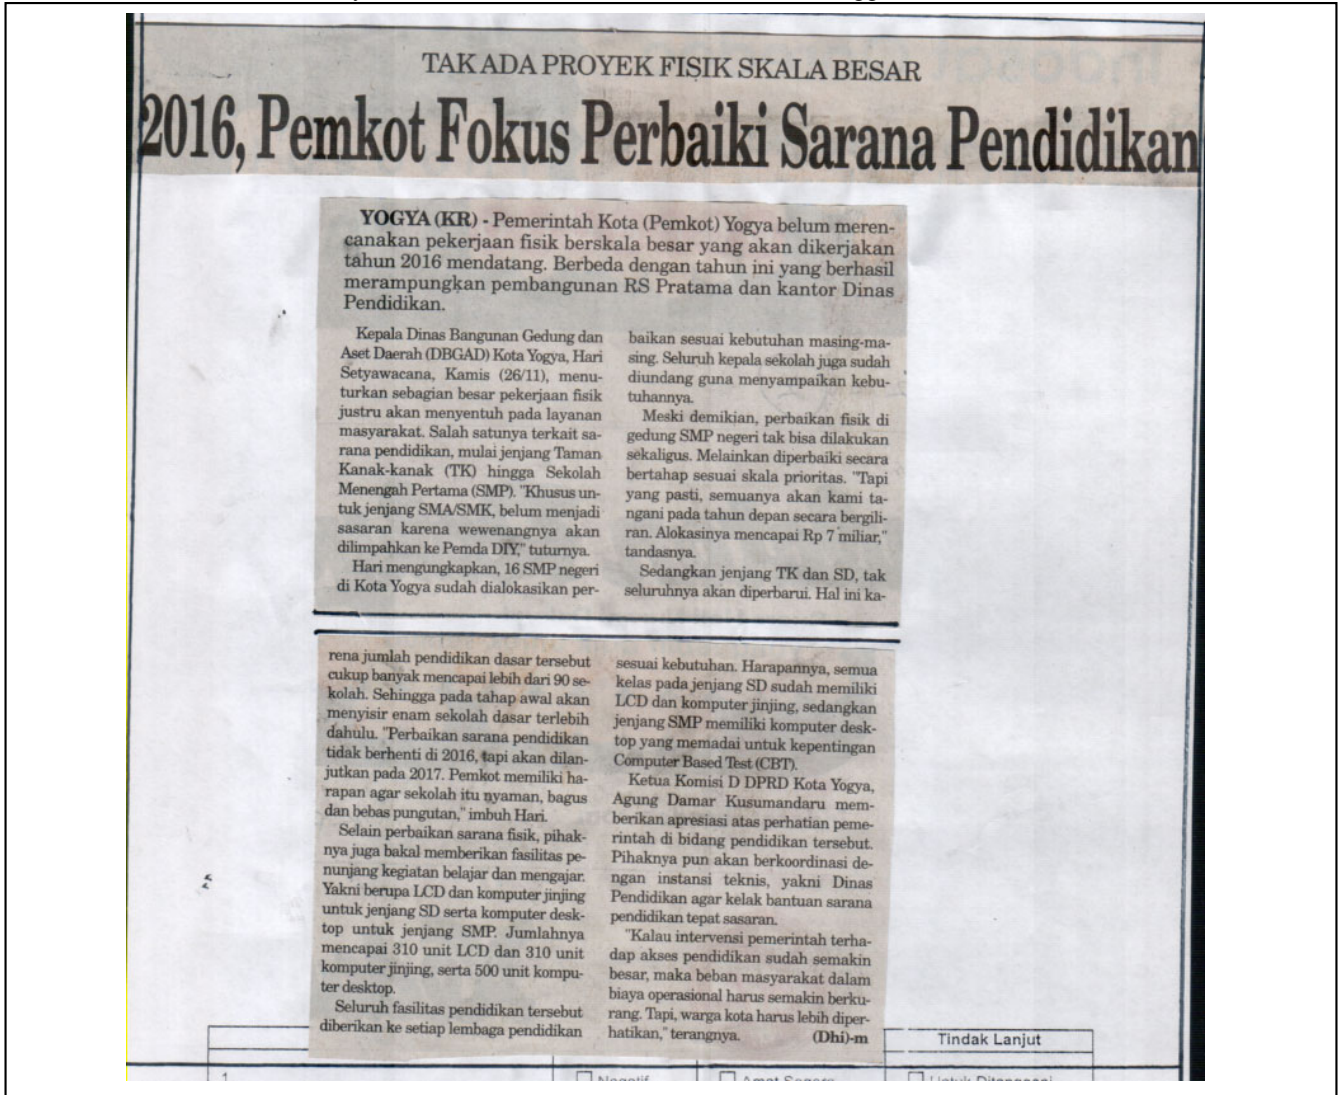 TAK ADA PROYEK FISIK SKALA BESAR
2016, Pemkot Fokus Perbaiki Sarana Pendidikan
YOGYA (KR) - Pemerintah Kota (Pemkot) Yogya belum meren-
canakan pekerjaan fisik berskala besar yang akan dikerjakan
tahun 2016 mendatang. Berbeda dengan tahun ini yang berhasil
merampungkan pembangunan RS Pratama dan kantor Dinas
Pendidikan.
Kepala Dinas Bangunan Gedung dan
Aset Daerah (DBGAD) Kota Yogya, Hari
Setyawacana, Kamis (26/11), menu-
turkan sebagian besar pekerjaan fisik
justru akan menyentuh pada layanan
masyarakat. Salah satunya terkait sa-
rana pendidikan, mulai jenjang Taman
Kanak-kanak (TK) hingga Sekolah
Menengah Pertama (SMP). "Khusus un-
tuk jenjang SMA/SMK, belum menjadi
sasaran karena wewenangnya akan
dilimpahkan ke Pemda DIY," tuturnya.
Hari mengungkapkan, 16 SMP negeri
di Kota Yogya sudah dialokasikan per-
baikan sesuai kebutuhan masing-ma-
sing. Seluruh kepala sekolah juga sudah
diundang guna menyampaikan kebu-
tuhannya.
Meski demikian, perbaikan fisik di
gedung SMP negeri tak bisa dilakukan
sekaligus. Melainkan diperbaiki secara
bertahap sesuai skala prioritas. "Tapi
yang pasti, semuanya akan kami ta-
ngani pada tahun depan secara bergili-
ran. Alokasinya mencapai Rp 7 miliar,"
tandasnya.
Sedangkan jenjang TK dan SD, tak
seluruhnya akan diperbarui. Hal ini ka-
rena jumlah pendidikan dasar tersebut
cukup banyak mencapai lebih dari 90 se-
kolah. Sehingga pada tahap awal akan
menyisir enam sekolah dasar terlebih
dahulu. "Perbaikan sarana pendidikan
tidak berhenti di 2016, tapi akan dilan-
jutkan pada 2017. Pemkot memiliki ha-
rapan agar sekolah itu nyaman, bagus
dan bebas pungutan," imbuh Hari.
Selain perbaikan sarana fisik, pihak-
nya juga bakal memberikan fasilitas pe-
nunjang kegiatan belajar dan mengajar.
Yakni berupa LCD dan komputer jinjing
untuk jenjang SD serta komputer desk-
top untuk jenjang SMP. Jumlahnya
mencapai 310 unit LCD dan 310 unit
komputer jinjing, serta 500 unit kompu-
ter desktop.
Seluruh fasilitas pendidikan tersebut
diberikan ke setiap lembaga pendidikan
sesuai kebutuhan. Harapannya, semua
kelas pada jenjang SD sudah memiliki
LCD dan komputer jinjing, sedangkan
jenjang SMP memiliki komputer desk-
top yang memadai untuk kepentingan
Computer Based Test (CBT).
Ketua Komisi D DPRD Kota Yogya,
Agung Damar Kusumandaru mem-
berikan apresiasi atas perhatian peme-
rintah di bidang pendidikan tersebut.
Pihaknya pun akan berkoordinasi de-
ngan instansi teknis, yakni Dinas
Pendidikan agar kelak bantuan sarana
pendidikan tepat sasaran.
"Kalau intervensi pemerintah terha-
dap akses pendidikan sudah semakin
besar, maka beban masyarakat dalam
biaya operasional harus semakin berku-
rang. Tapi, warga kota harus lebih diper-
hatikan," terangnya. (Dhi)-m
Tindak Lanjut